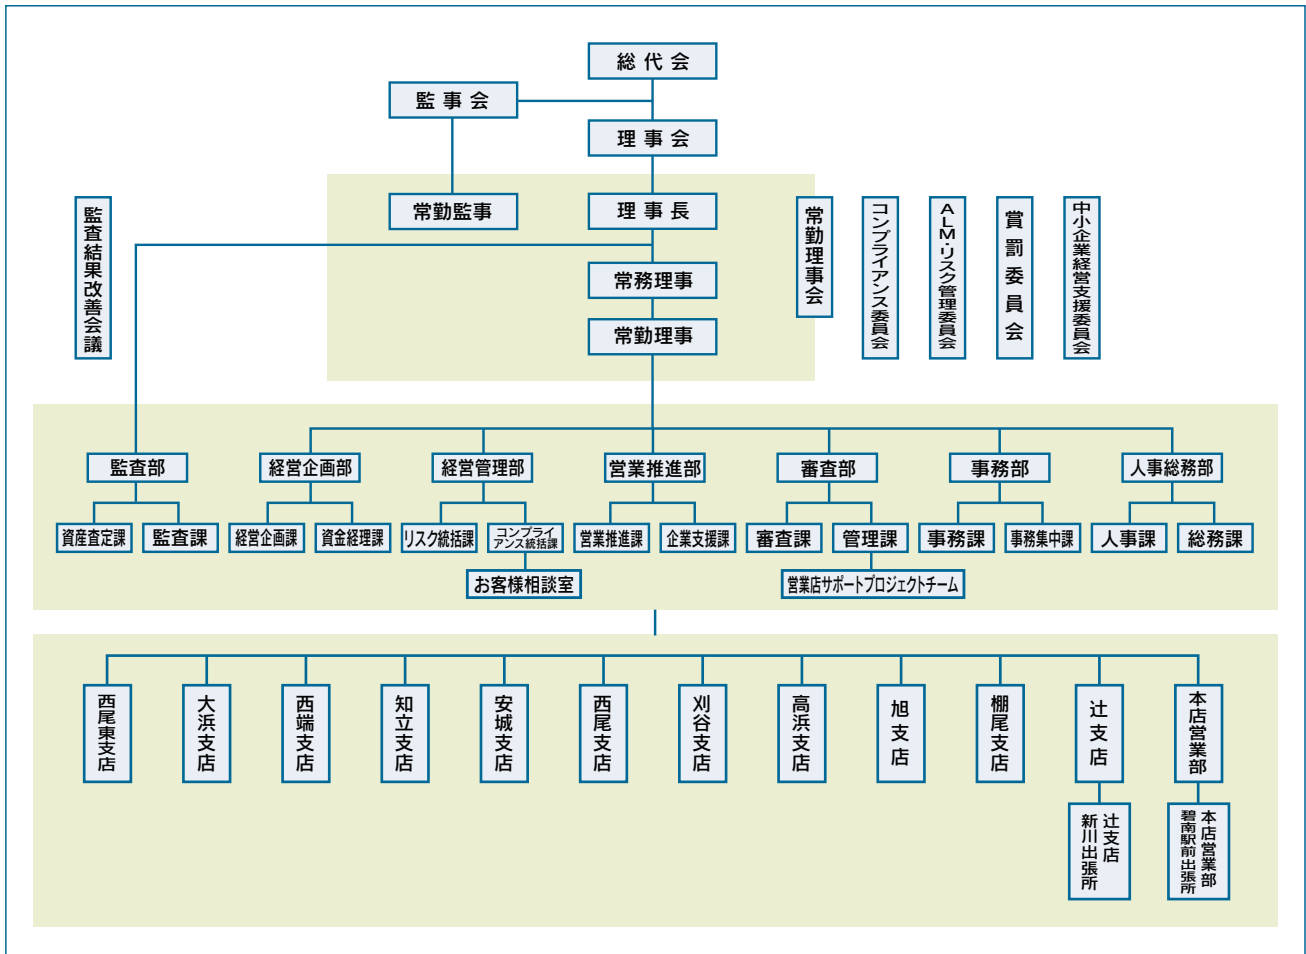 総代会
監事会
理事会
常勤監事
理事長
常務理事
常勤理事
監査結果改善会議
常勤理事会
コンプライアンス委員会
ALM・リスク管理委員会
賞罰委員会
中小企業経営支援委員会
監査部
経営企画部
経営管理部
営業推進部
審査部
事務部
人事総務部
資産査定課
監査課
経営企画課
資金経理課
リスク統括課
コンプライ
アンス統括課
営業推進課
企業支援課
審査課
管理課
事務課
事務集中課
人事課
総務課
お客様相談室
営業店サポートプロジェクトチーム
西尾東支店
大浜支店
西端支店
知立支店
安城支店
西尾支店
刈谷支店
高浜支店
旭支店
棚尾支店
辻支店
本店営業部
辻支店
新川出張所
本店営業部
碧南駅前出張所